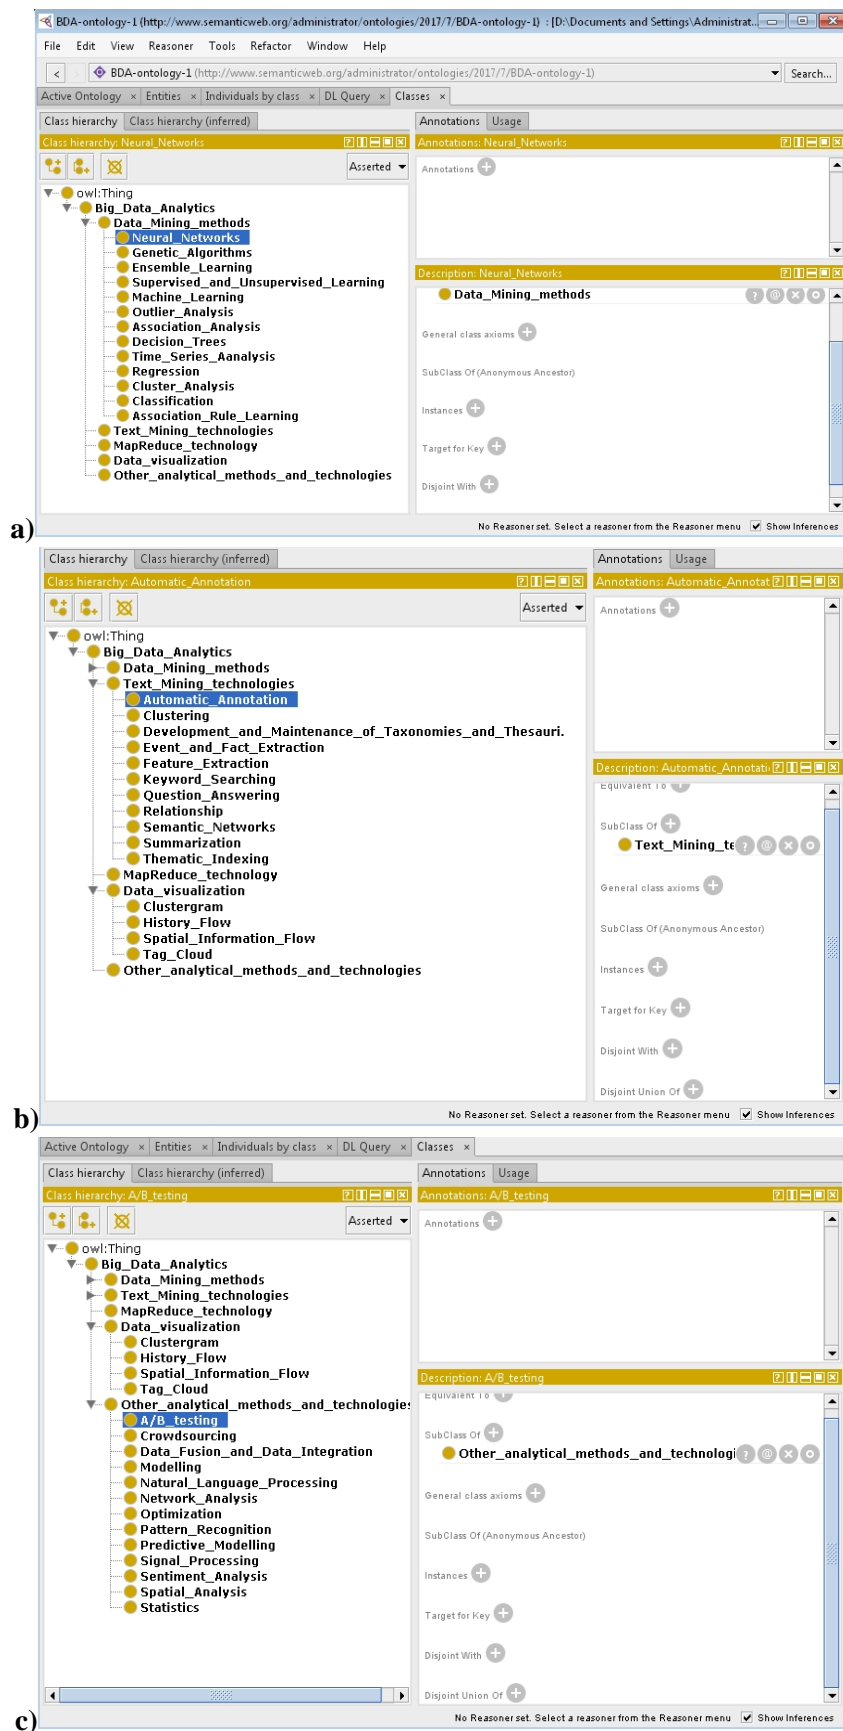 BDA-ontology-1 (http://www.semanticweb.org/administrator/ontologies/2017/7/BDA-ontology-1) : [D:\Documents and Settings\Administrat...
File Edit View Reasoner Tools Refactor Window Help
< > BDA-ontology-1 (http://www.semanticweb.org/administrator/ontologies/2017/7/BDA-ontology-1) Search...
Active Ontology × Entities × Individuals by class × DL Query × Classes ×
Class hierarchy Class hierarchy (inferred) Annotations Usage
Class hierarchy: Neural_Networks Annotations: Neural_Networks
Asserted
Annotations
owl:Thing
Big_Data_Analytics
Data_Mining_methods
Neural_Networks
Genetic_Algorithms
Ensemble_Learning
Supervised_and_Unsupervised_Learning
Machine_Learning
Outlier_Analysis
Association_Analysis
Decision_Trees
Time_Series_Aanalysis
Regression
Cluster_Analysis
Classification
Association_Rule_Learning
Text_Mining_technologies
MapReduce_technology
Data_visualization
Other_analytical_methods_and_technologies
Description: Neural_Networks
Data_Mining_methods
General class axioms
SubClass Of (Anonymous Ancestor)
Instances
Target for Key
Disjoint With
No Reasoner set. Select a reasoner from the Reasoner menu Show Inferences
a)
Class hierarchy Class hierarchy (inferred) Annotations Usage
Class hierarchy: Automatic_Annotation Annotations: Automatic_Annotat
Asserted
Annotations
owl:Thing
Big_Data_Analytics
Data_Mining_methods
Text_Mining_technologies
Automatic_Annotation
Clustering
Development_and_Maintenance_of_Taxonomies_and_Thesauri.
Event_and_Fact_Extraction
Feature_Extraction
Keyword_Searching
Question_Answering
Relationship
Semantic_Networks
Summarization
Thematic_Indexing
MapReduce_technology
Data_visualization
Clustergram
History_Flow
Spatial_Information_Flow
Tag_Cloud
Other_analytical_methods_and_technologies
Description: Automatic_Annotati
Equivalent To
SubClass Of
Text_Mining_te
General class axioms
SubClass Of (Anonymous Ancestor)
Instances
Target for Key
Disjoint With
Disjoint Union Of
No Reasoner set. Select a reasoner from the Reasoner menu Show Inferences
b)
Active Ontology × Entities × Individuals by class × DL Query × Classes ×
Class hierarchy Class hierarchy (inferred) Annotations Usage
Class hierarchy: A/B_testing Annotations: A/B_testing
Asserted
Annotations
owl:Thing
Big_Data_Analytics
Data_Mining_methods
Text_Mining_technologies
MapReduce_technology
Data_visualization
Clustergram
History_Flow
Spatial_Information_Flow
Tag_Cloud
Other_analytical_methods_and_technologies
A/B_testing
Crowdsourcing
Data_Fusion_and_Data_Integration
Modelling
Natural_Language_Processing
Network_Analysis
Optimization
Pattern_Recognition
Predictive_Modelling
Signal_Processing
Sentiment_Analysis
Spatial_Analysis
Statistics
Description: A/B_testing
Equivalent To
SubClass Of
Other_analytical_methods_and_technologi
General class axioms
SubClass Of (Anonymous Ancestor)
Instances
Target for Key
Disjoint With
Disjoint Union Of
No Reasoner set. Select a reasoner from the Reasoner menu Show Inferences
c)